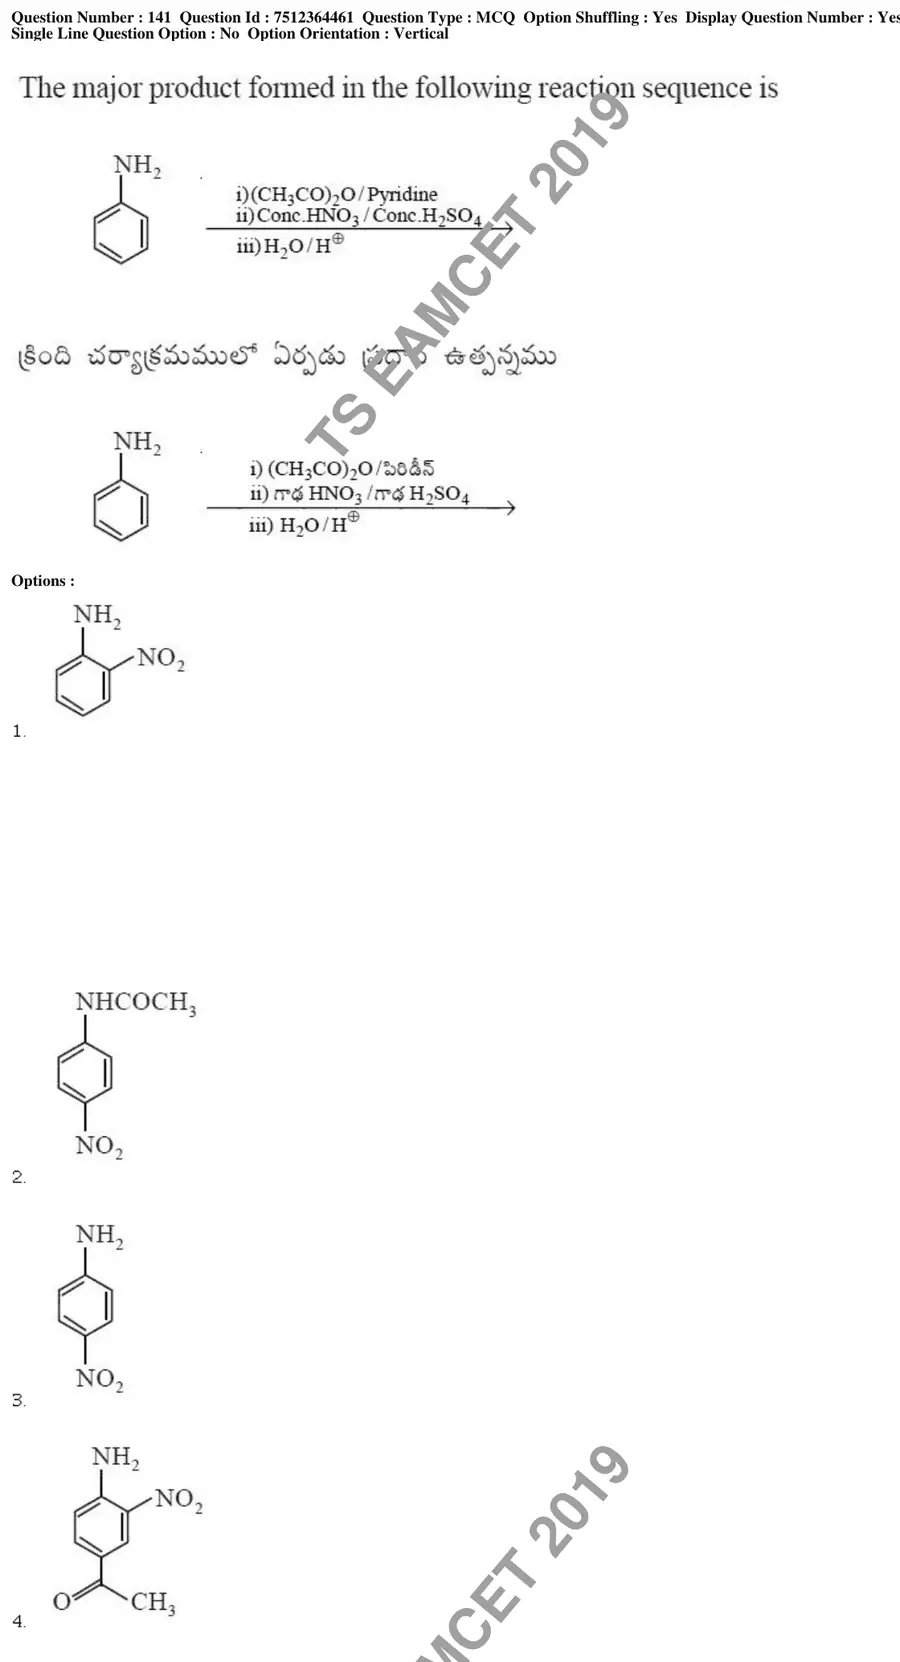 Question Number : 141 Question Id : 7512364461 Question Type : MCQ Option Shuffling : Yes Display Question Number : Yes
Single Line Question Option : No Option Orientation : Vertical
The major product formed in the following reaction sequence is
NH₂
i)(CH₃CO)₂O/Pyridine
ii)Conc.HNO₃/Conc.H₂SO₄
iii)H₂O/H⊕
క్రింది చర్యాక్రమములో ఏర్పడు ప్రధాన ఉత్పన్నము
NH₂
i) (CH₃CO)₂O/పిరిడీన్
ii) గాఢ HNO₃/గాఢ H₂SO₄
iii) H₂O/H⊕
Options :
NH₂
NO₂
1.
NHCOCH₃
NO₂
2.
NH₂
NO₂
3.
NH₂
NO₂
O
CH₃
4.
TS EAMCET 2019
AMCET 2019